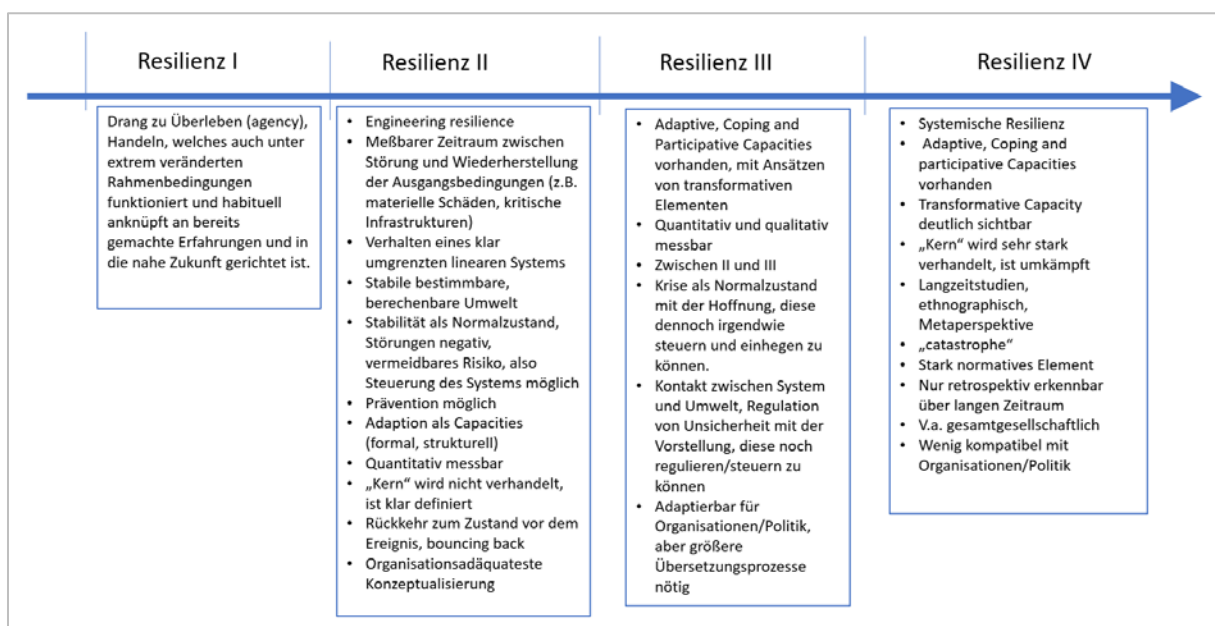 Resilienz I
Resilienz II
Resilienz III
Resilienz IV
Drang zu Überleben (agency),
Handeln, welches auch unter
extrem veränderten
Rahmenbedingungen
funktioniert und habituell
anknüpft an bereits
gemachte Erfahrungen und in
die nahe Zukunft gerichtet ist.
• Engineering resilience
• Meßbarer Zeitraum zwischen
Störung und Wiederherstellung
der Ausgangsbedingungen (z.B.
materielle Schäden, kritische
Infrastrukturen)
• Verhalten eines klar
umgrenzten linearen Systems
• Stabile bestimmbare,
berechenbare Umwelt
• Stabilität als Normalzustand,
Störungen negativ,
vermeidbares Risiko, also
Steuerung des Systems möglich
• Prävention möglich
• Adaption als Capacities
(formal, strukturell)
• Quantitativ messbar
• „Kern“ wird nicht verhandelt,
ist klar definiert
• Rückkehr zum Zustand vor dem
Ereignis, bouncing back
• Organisationsadäquateste
Konzeptualisierung
• Adaptive, Coping and
Participative Capacities
vorhanden, mit Ansätzen
von transformativen
Elementen
• Quantitativ und qualitativ
messbar
• Zwischen II und III
• Krise als Normalzustand
mit der Hoffnung, diese
dennoch irgendwie
steuern und einhegen zu
können.
• Kontakt zwischen System
und Umwelt, Regulation
von Unsicherheit mit der
Vorstellung, diese noch
regulieren/steuern zu
können
• Adaptierbar für
Organisationen/Politik,
aber größere
Übersetzungsprozesse
nötig
• Systemische Resilienz
• Adaptive, Coping and
participative Capacities
vorhanden
• Transformative Capacity
deutlich sichtbar
• „Kern“ wird sehr stark
verhandelt, ist umkämpft
• Langzeitstudien,
ethnographisch,
Metaperspektive
• „catastrophe“
• Stark normatives Element
• Nur retrospektiv erkennbar
über langen Zeitraum
• V.a. gesamtgesellschaftlich
• Wenig kompatibel mit
Organisationen/Politik